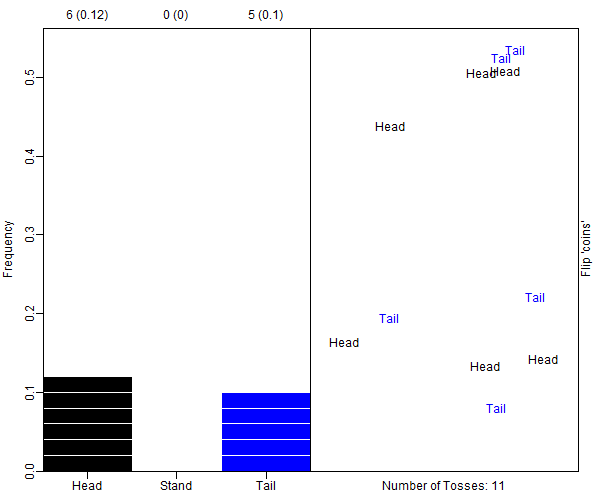 6 (0.12) 0 (0) 5 (0.1)
Frequency
0.5
0.4
0.3
0.2
0.1
0.0
Head Stand Tail
Tail
Tail
Head Head
Head
Tail
Tail
Head
Head
Head
Tail
Flip 'coins'
Number of Tosses: 11